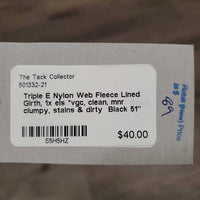 The Tack Collector
501332-21
Triple E Nylon Web Fleece Lined
Girth, 1x els *vgc, clean, mnr
clumpy, stains & dirty Black 51"
$40.00
S5H5HZ
69